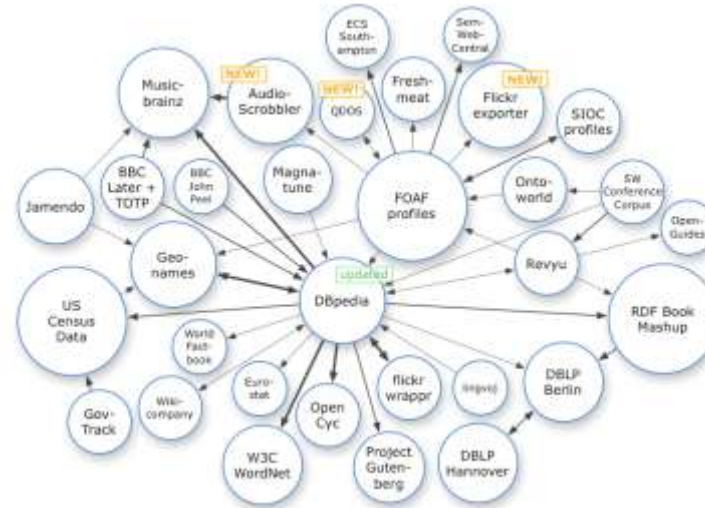 ECS
South-
ampton
Sem-
Web-
Central
NEW!
NEW!
NEW!
Music-
brainz
Audio-
Scrobbler
QDOS
Fresh-
meat
Flickr
exporter
SIOC
profiles
BBC
Later +
TOTP
BBC
John
Peel
Magna-
tune
FOAF
profiles
Onto-
world
SW
Conference
Corpus
Jamendo
Open-
Guides
Geo-
names
Revyu
updated
DBpedia
US
Census
Data
RDF Book
Mashup
World
Fact-
book
Euro-
stat
flickr
wrappr
lingvoj
DBLP
Berlin
Wiki-
company
Open
Cyc
Gov-
Track
W3C
WordNet
Project
Guten-
berg
DBLP
Hannover